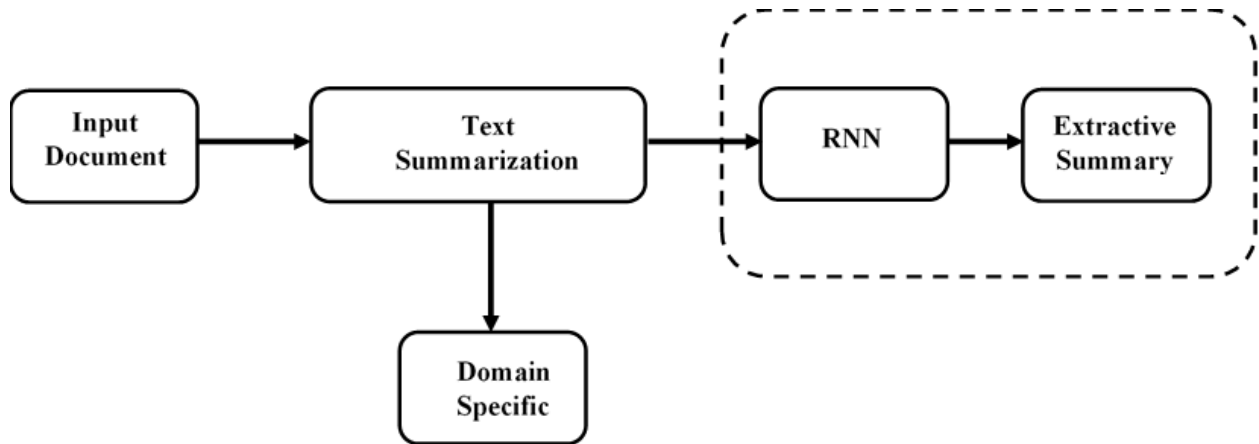 Input
Document
Text
Summarization
RNN
Extractive
Summary
Domain
Specific